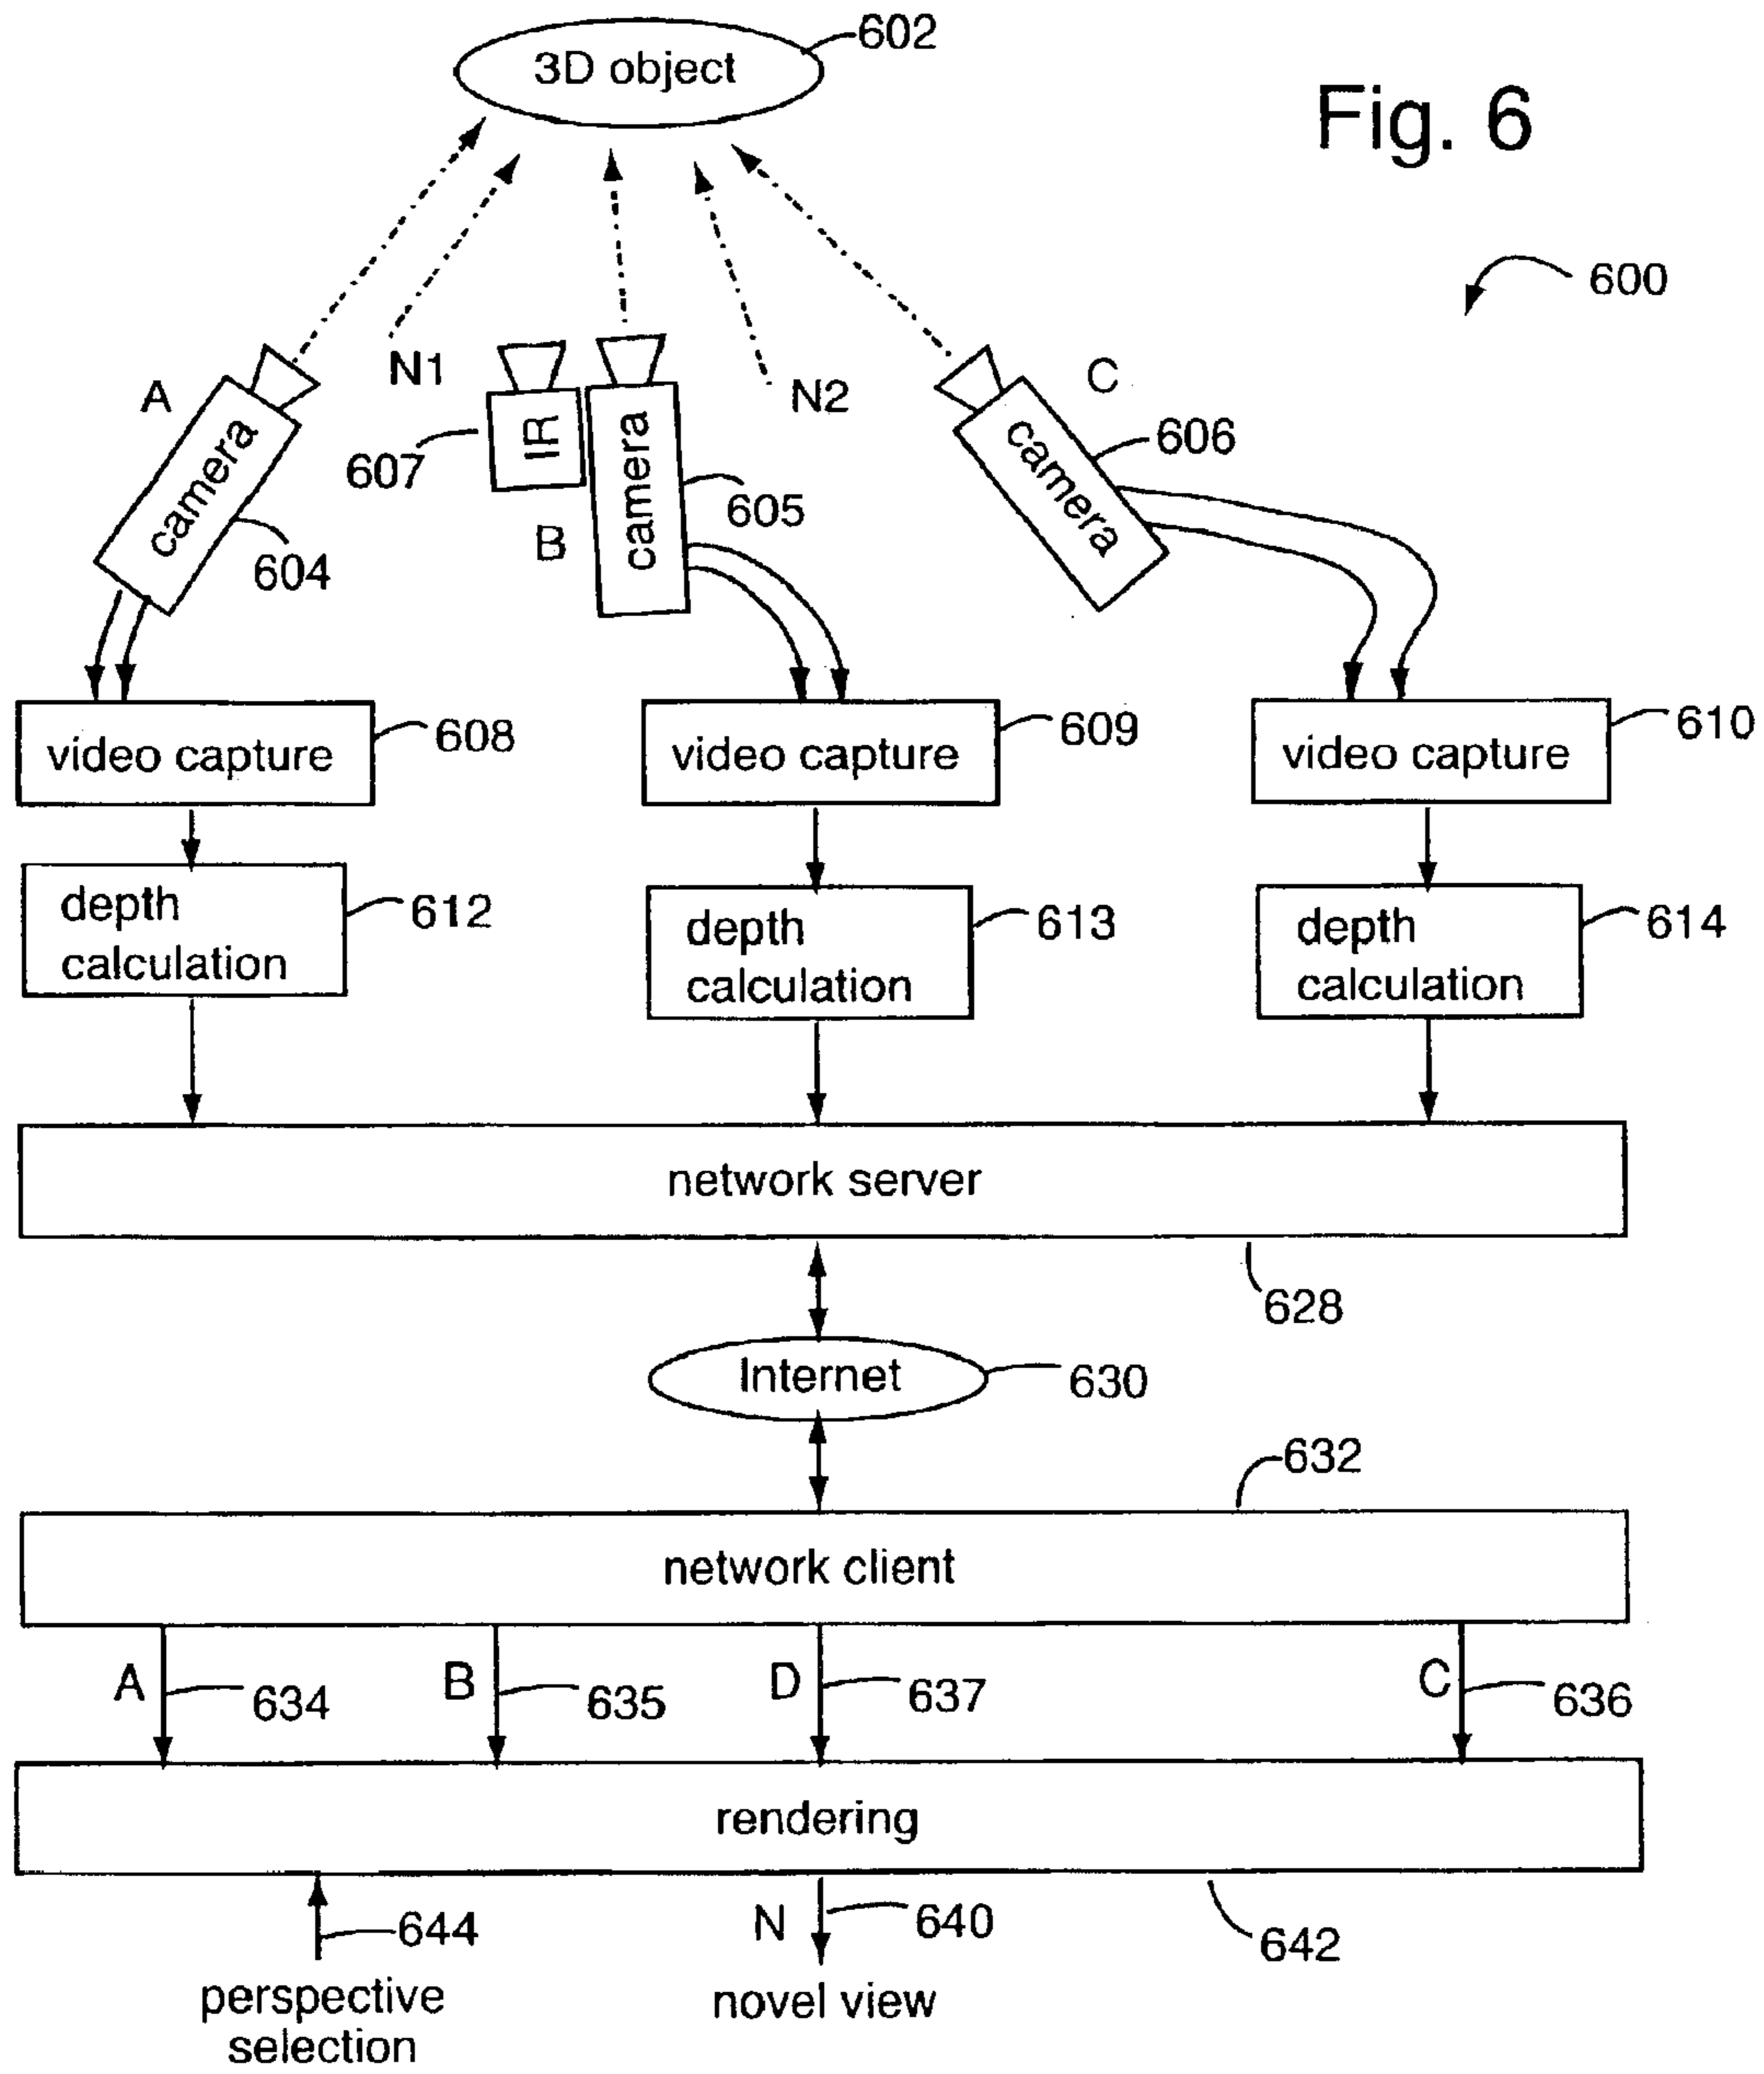 602
3D object
Fig. 6
600
A
N1
N2
C
camera
607
IR
camera
camera
606
604
B
605
video capture
608
video capture
609
video capture
610
depth
calculation
612
depth
calculation
613
depth
calculation
614
network server
628
Internet
630
632
network client
A
634
B
635
D
637
C
636
rendering
644
N
640
642
perspective
selection
novel view